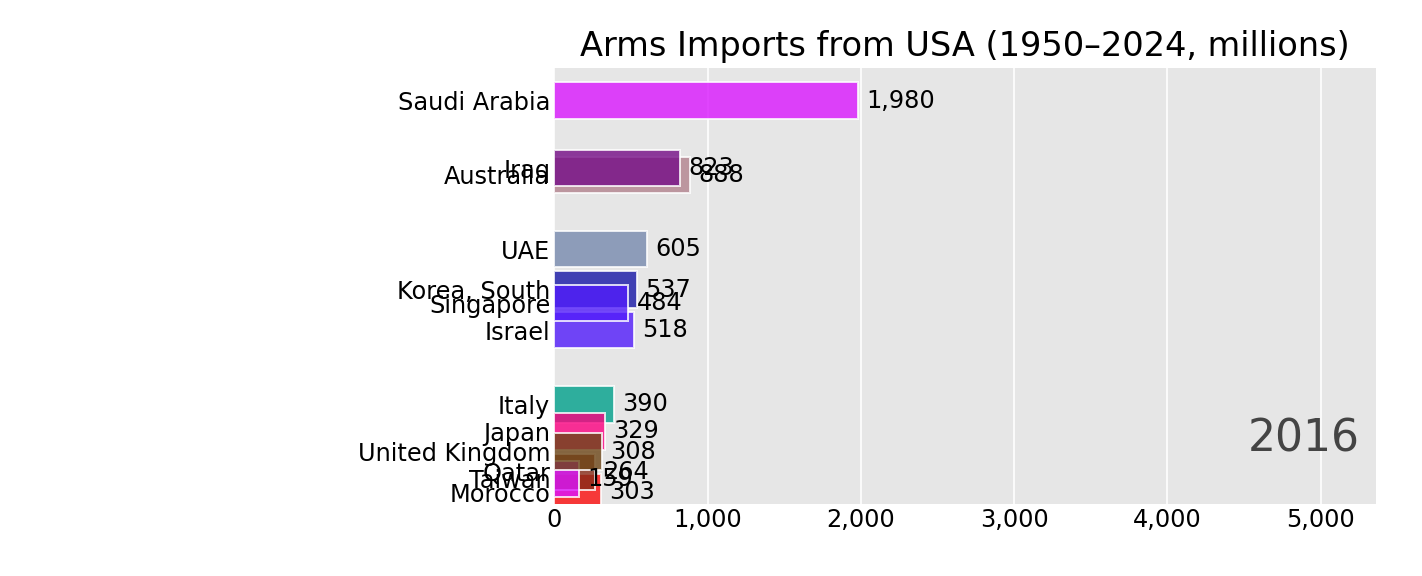 Arms Imports from USA (1950–2024, millions)
Saudi Arabia 1,980
Iraq 823
Australia 888
UAE 605
Korea, South 537
Singapore 484
Israel 518
Italy 390
Japan 329
2016
United Kingdom 308
Qatar 264
Taiwan 159
Morocco 303
0 1,000 2,000 3,000 4,000 5,000